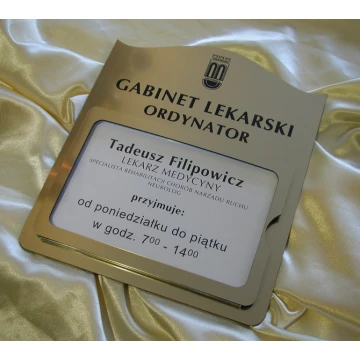 GABINET LEKARSKI
ORDYNATOR
Tadeusz Filipowicz
LEKARZ MEDYCYNY
SPECJALISTA REHABILITACJI CHORÓB NARZĄDU RUCHU
NEUROLOG
przyjmuje:
od poniedziałku do piątku
w godz. 7⁰⁰ - 14⁰⁰